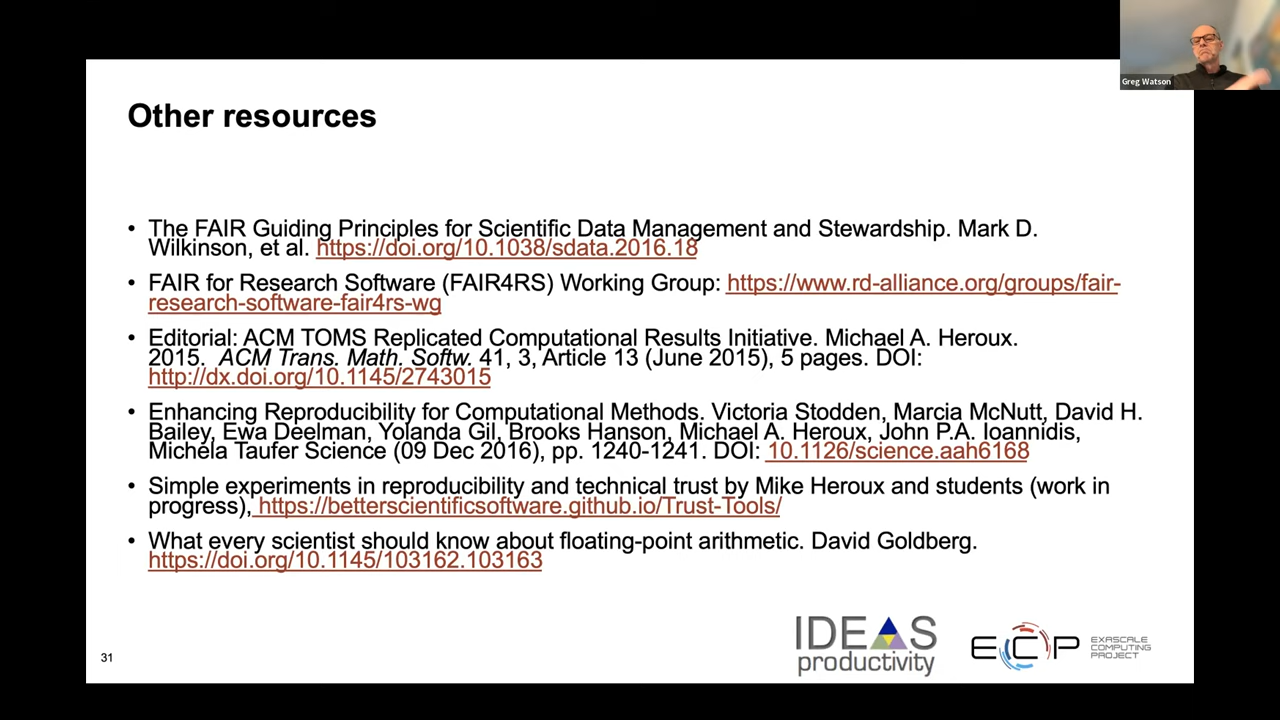 Greg Watson
Other resources
• The FAIR Guiding Principles for Scientific Data Management and Stewardship. Mark D.
Wilkinson, et al. https://doi.org/10.1038/sdata.2016.18
• FAIR for Research Software (FAIR4RS) Working Group: https://www.rd-alliance.org/groups/fair-
research-software-fair4rs-wg
• Editorial: ACM TOMS Replicated Computational Results Initiative. Michael A. Heroux.
2015. ACM Trans. Math. Softw. 41, 3, Article 13 (June 2015), 5 pages. DOI:
http://dx.doi.org/10.1145/2743015
• Enhancing Reproducibility for Computational Methods. Victoria Stodden, Marcia McNutt, David H.
Bailey, Ewa Deelman, Yolanda Gil, Brooks Hanson, Michael A. Heroux, John P.A. Ioannidis,
Michela Taufer Science (09 Dec 2016), pp. 1240-1241. DOI: 10.1126/science.aah6168
• Simple experiments in reproducibility and technical trust by Mike Heroux and students (work in
progress), https://betterscientificsoftware.github.io/Trust-Tools/
• What every scientist should know about floating-point arithmetic. David Goldberg.
https://doi.org/10.1145/103162.103163
31
IDEAS
productivity
ECP
EXASCALE
COMPUTING
PROJECT